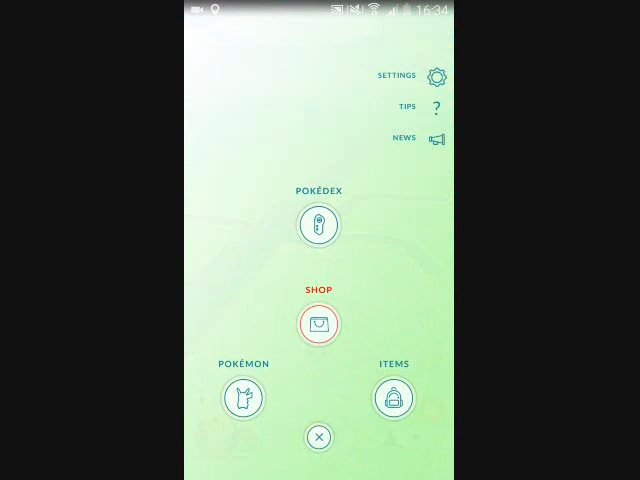 16:34
SETTINGS
TIPS
?
NEWS
POKÉDEX
SHOP
POKÉMON
ITEMS